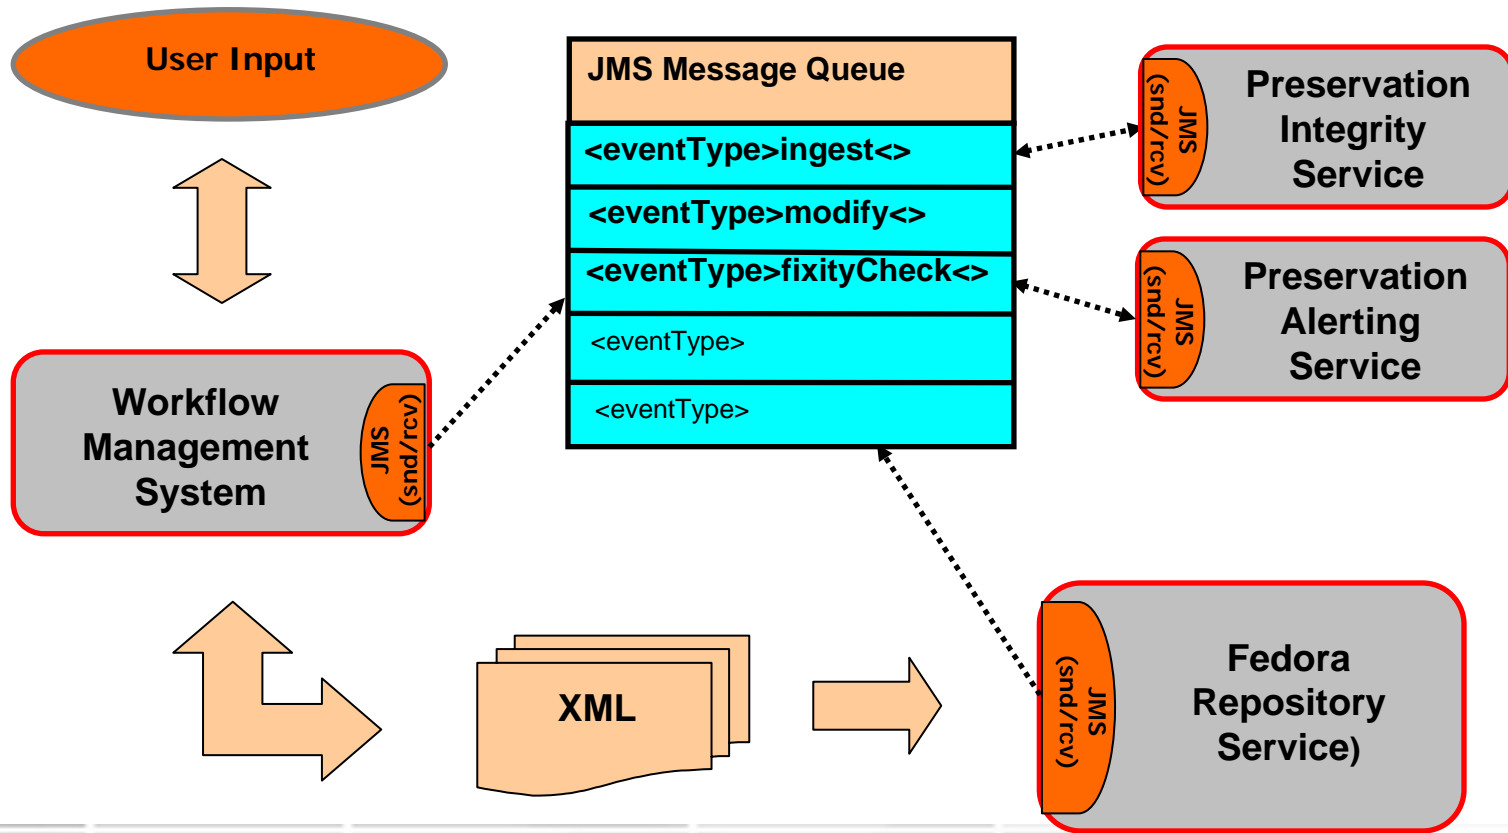 User Input
JMS Message Queue
<eventType>ingest<>
<eventType>modify<>
<eventType>fixityCheck<>
<eventType>
<eventType>
JMS
(snd/rcv)
Preservation
Integrity
Service
JMS
(snd/rcv)
Preservation
Alerting
Service
Workflow
Management
System
JMS
(snd/rcv)
XML
JMS
(snd/rcv)
Fedora
Repository
Service)